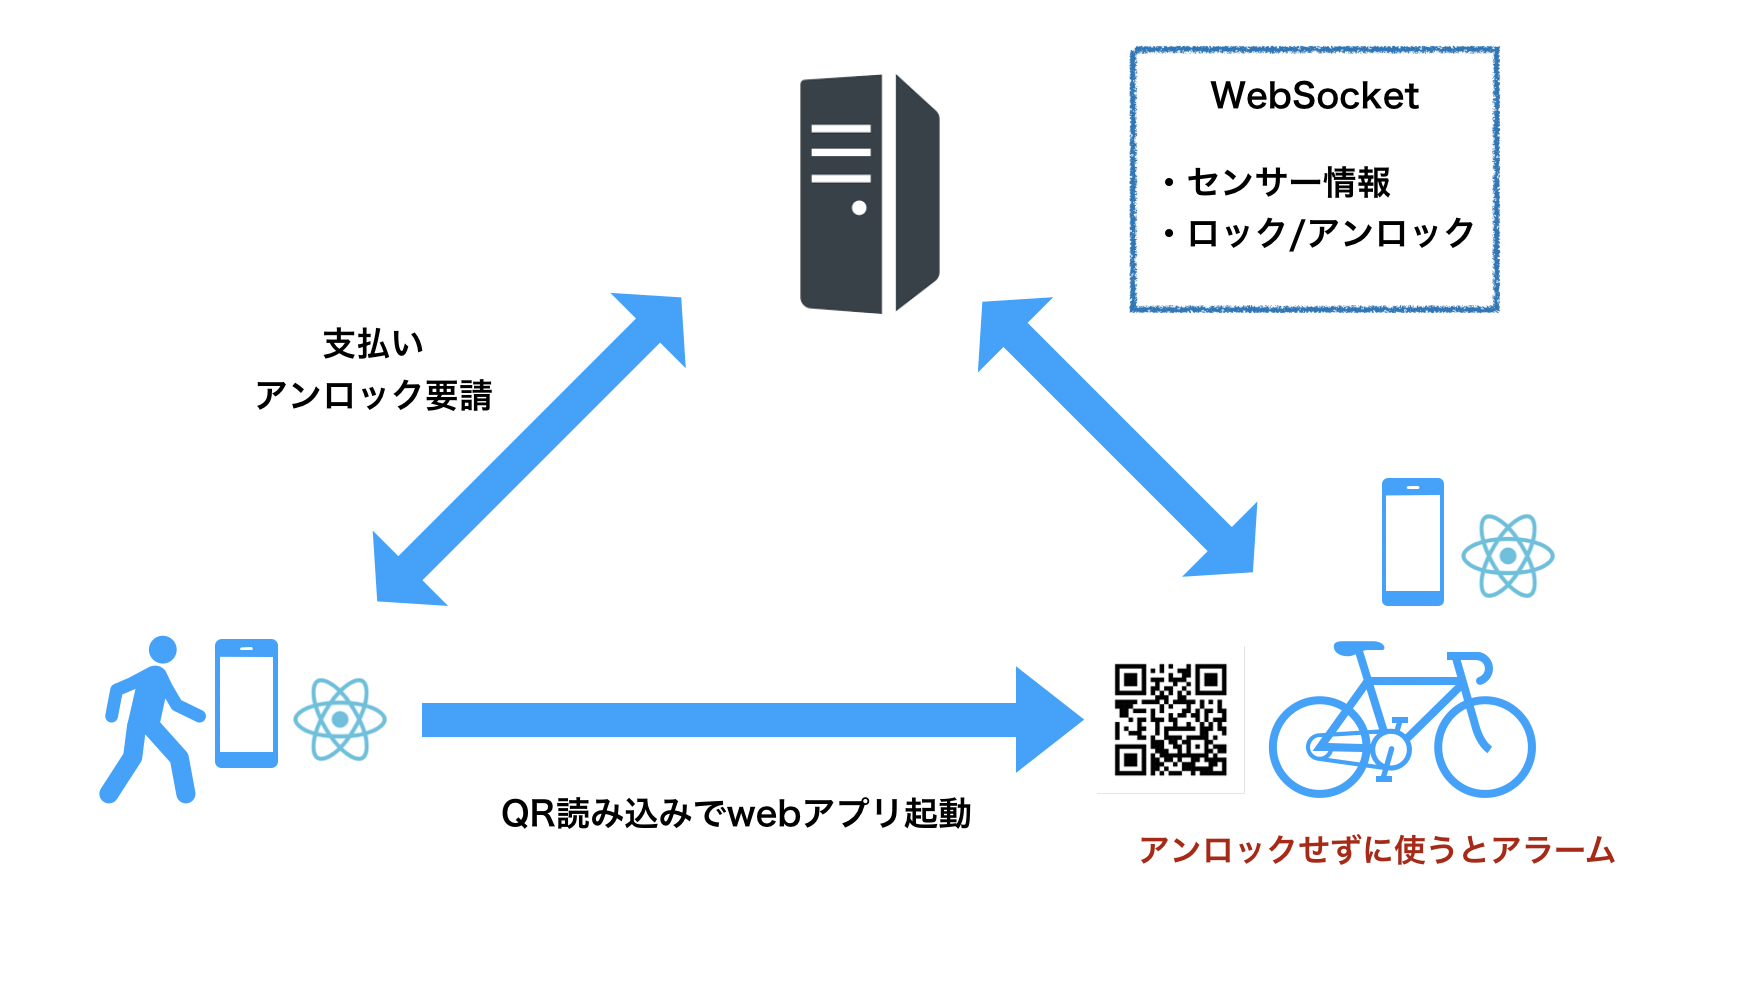 WebSocket
・センサー情報
・ロック/アンロック
支払い
アンロック要請
QR読み込みでwebアプリ起動
アンロックせずに使うとアラーム